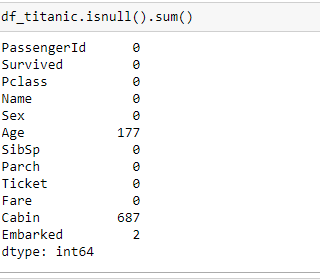 df_titanic.isnull().sum()
PassengerId 0
Survived 0
Pclass 0
Name 0
Sex 0
Age 177
SibSp 0
Parch 0
Ticket 0
Fare 0
Cabin 687
Embarked 2
dtype: int64